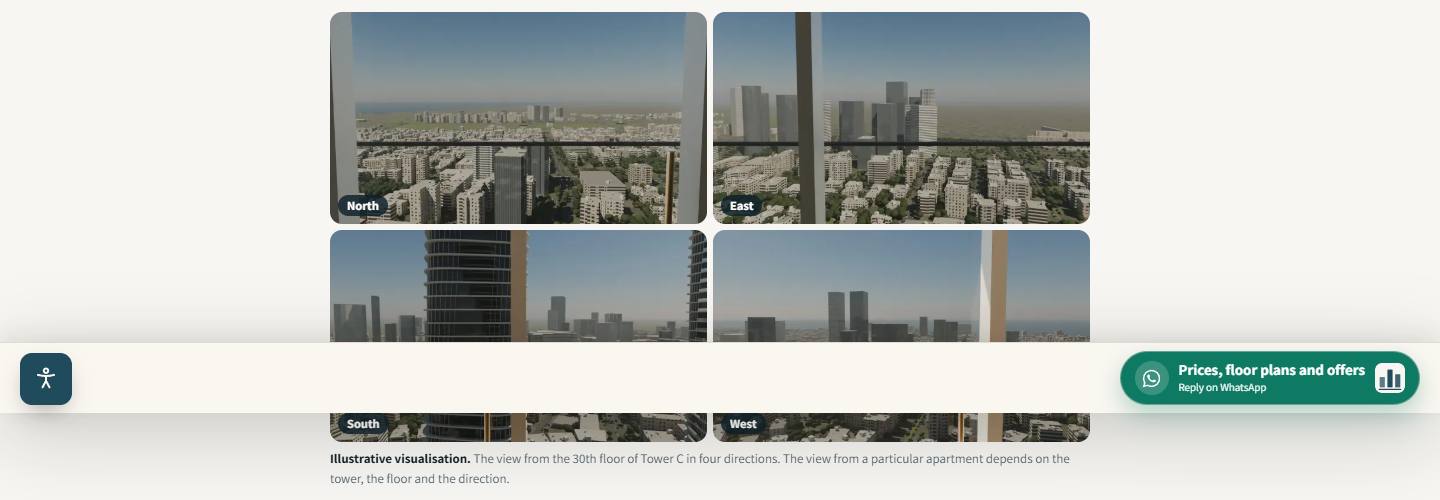 North
East
Prices, floor plans and offers
Reply on WhatsApp
South
West
Illustrative visualisation. The view from the 30th floor of Tower C in four directions. The view from a particular apartment depends on the
tower, the floor and the direction.